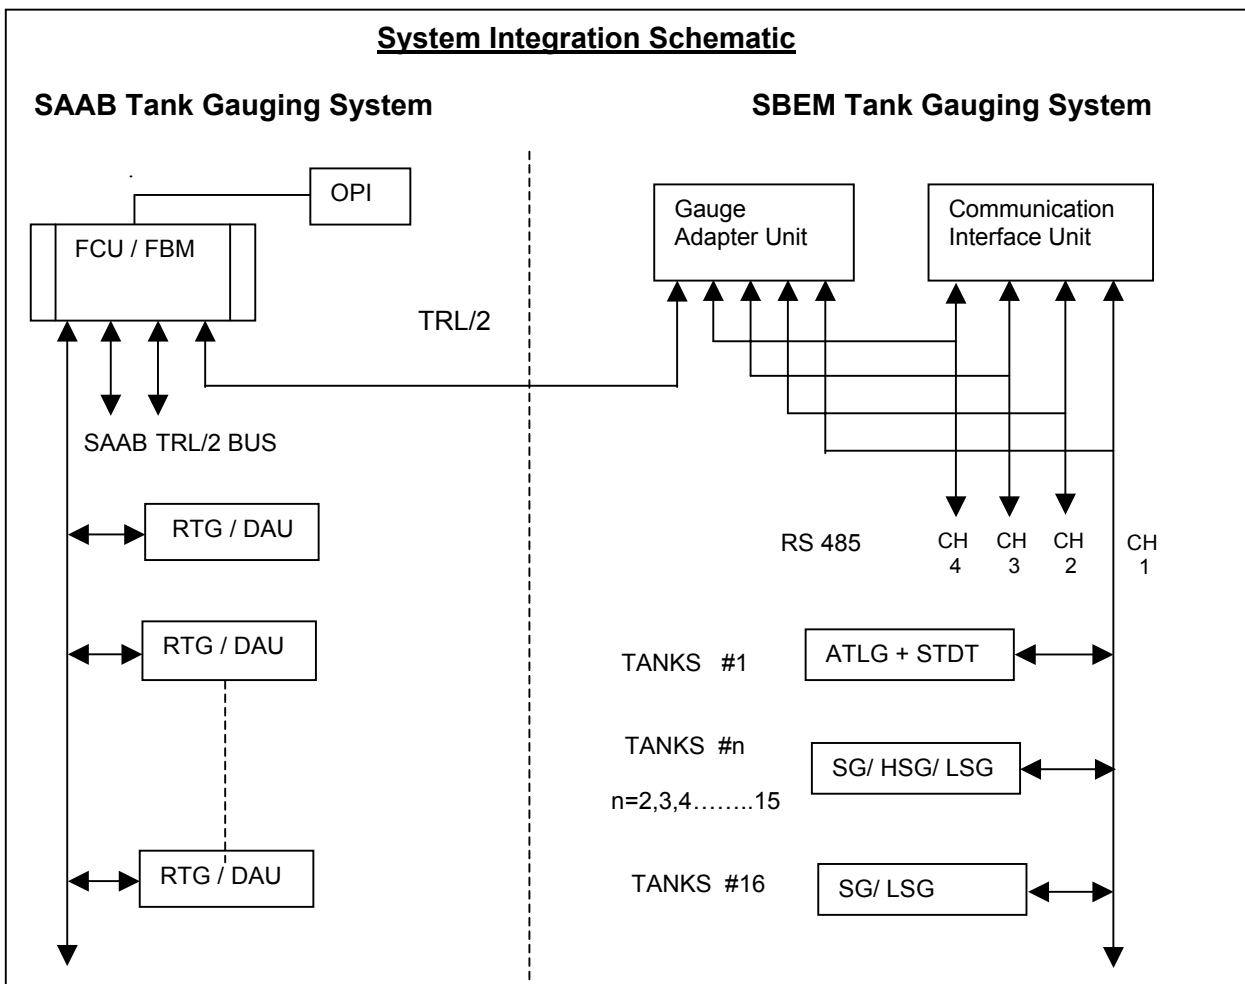 System Integration Schematic
SAAB Tank Gauging System
SBEM Tank Gauging System
OPI
FCU / FBM
TRL/2
SAAB TRL/2 BUS
RTG / DAU
RTG / DAU
RTG / DAU
Gauge
Adapter Unit
Communication
Interface Unit
RS 485
CH
4
CH
3
CH
2
CH
1
TANKS #1
ATLG + STDT
TANKS #n
n=2,3,4……..15
SG/ HSG/ LSG
TANKS #16
SG/ LSG